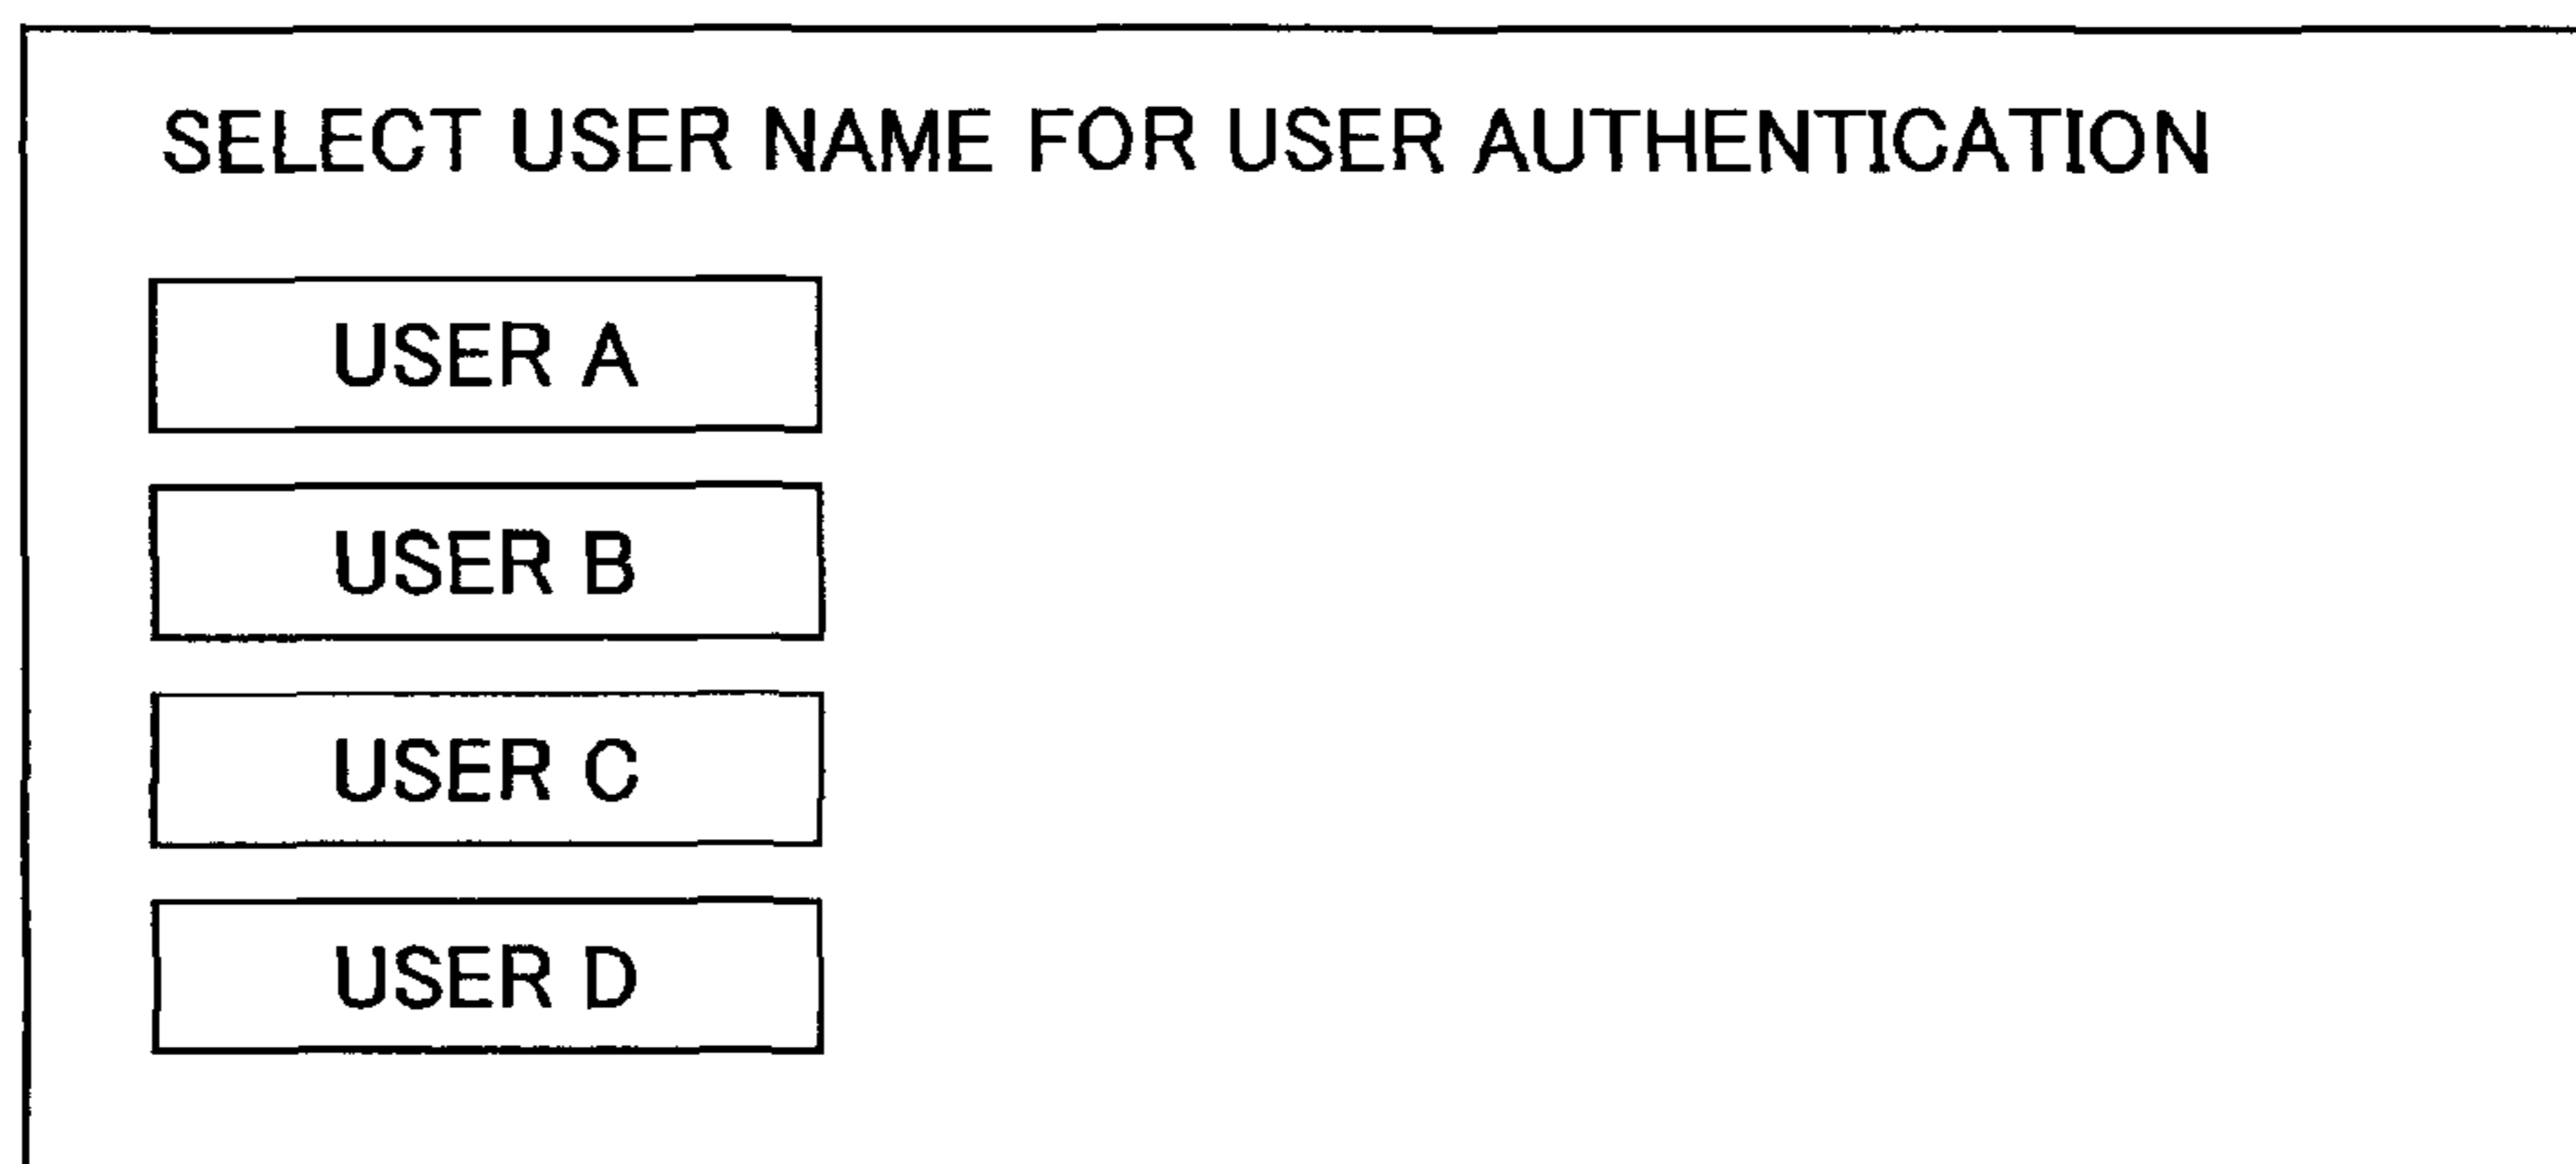 SELECT USER NAME FOR USER AUTHENTICATION
USER A
USER B
USER C
USER D